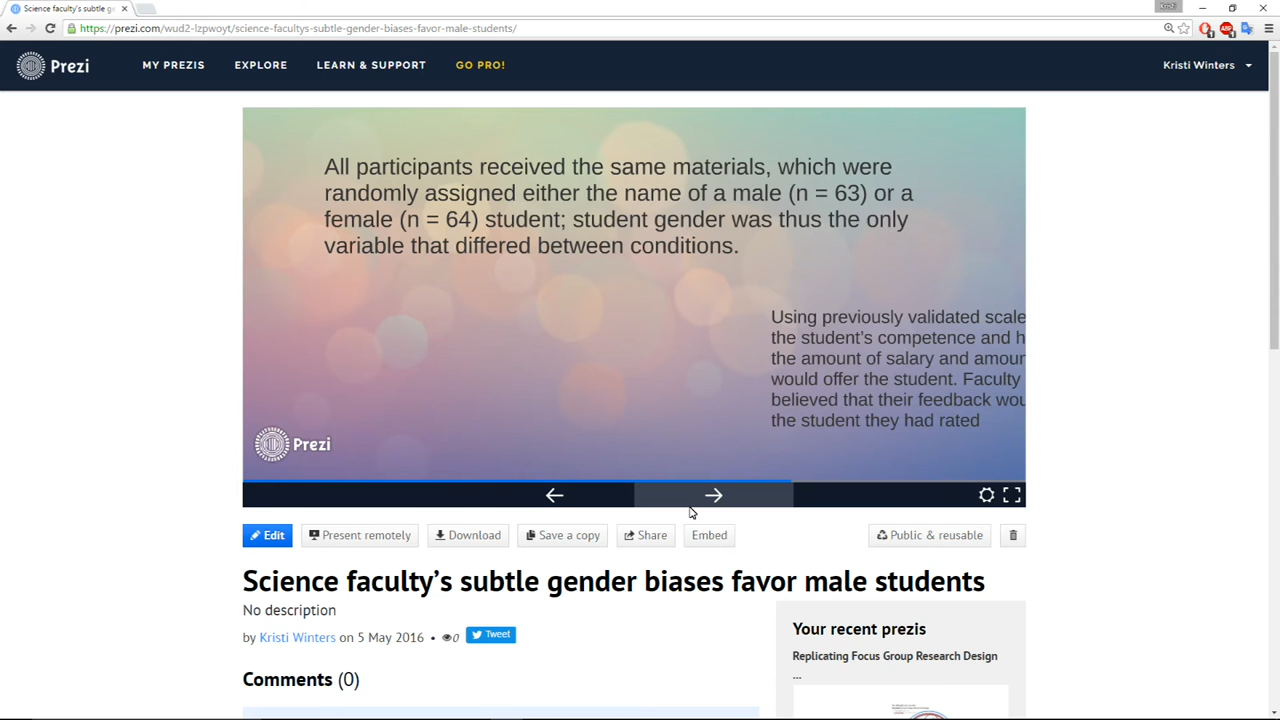 Science faculty's subtle g
Kristi
https://prezi.com/wud2-lzpwoyt/science-facultys-subtle-gender-biases-favor-male-students/
Prezi
MY PREZIS
EXPLORE
LEARN & SUPPORT
GO PRO!
Kristi Winters
All participants received the same materials, which were
randomly assigned either the name of a male (n = 63) or a
female (n = 64) student; student gender was thus the only
variable that differed between conditions.
Using previously validated scale
the student's competence and h
the amount of salary and amour
would offer the student. Faculty
believed that their feedback wou
the student they had rated
Prezi
Edit
Present remotely
Download
Save a copy
Share
Embed
Public & reusable
Science faculty's subtle gender biases favor male students
No description
by Kristi Winters on 5 May 2016 • 0
Tweet
Your recent prezis
Replicating Focus Group Research Design
...
Comments (0)